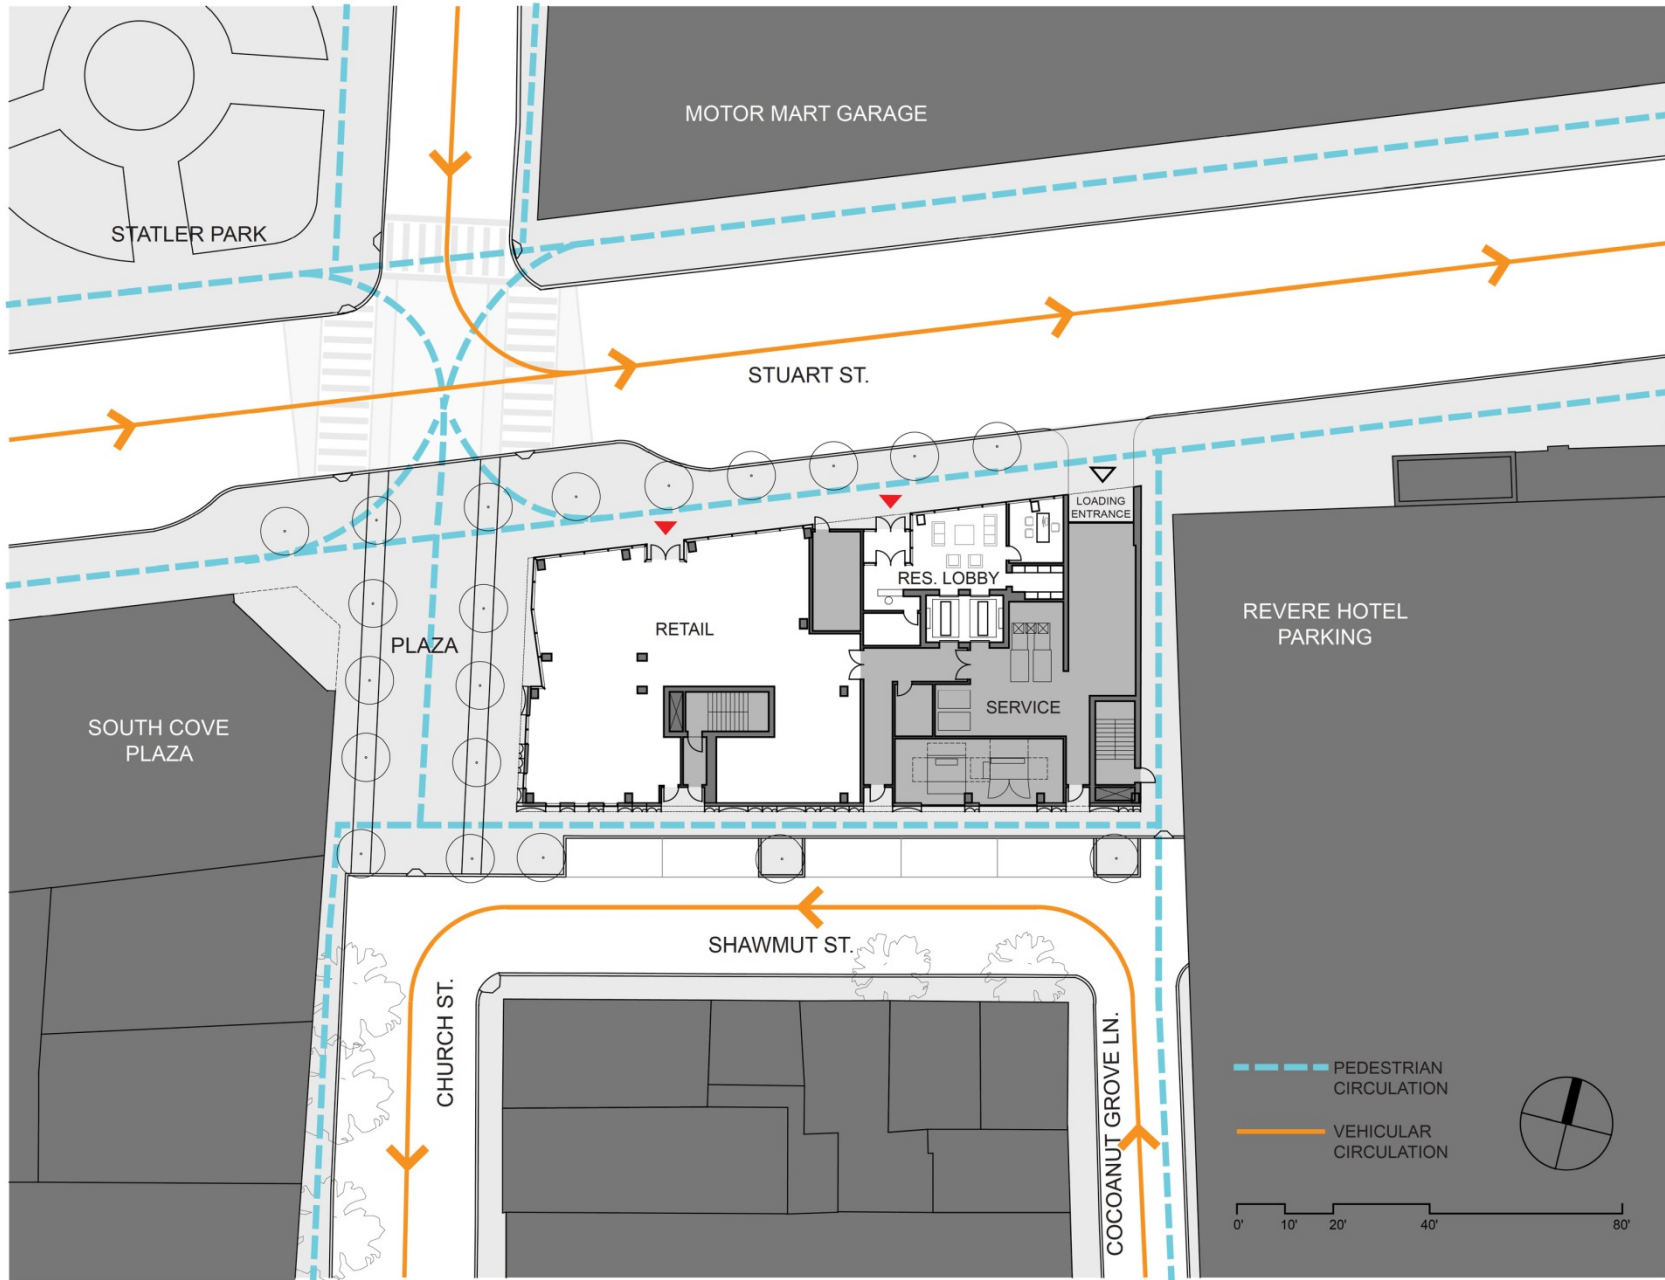 MOTOR MART GARAGE
STATLER PARK
STUART ST.
LOADING
ENTRANCE
RES. LOBBY
RETAIL
REVERE HOTEL
PARKING
PLAZA
SERVICE
SOUTH COVE
PLAZA
SHAWMUT ST.
CHURCH ST.
COCOANUT GROVE LN.
PEDESTRIAN
CIRCULATION
VEHICULAR
CIRCULATION
0' 10' 20' 40' 80'